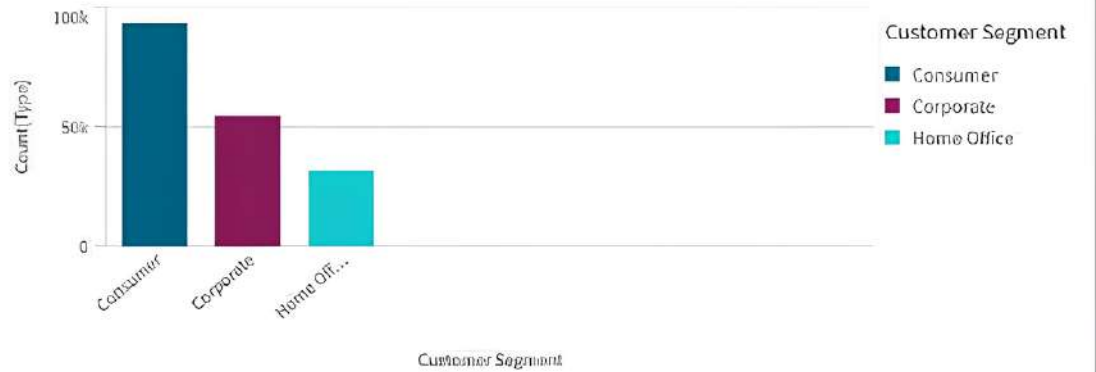 100k
50k
0
Count(Type)
Consumer
Corporate
Home Off...
Customer Segment
Customer Segment
Consumer
Corporate
Home Office